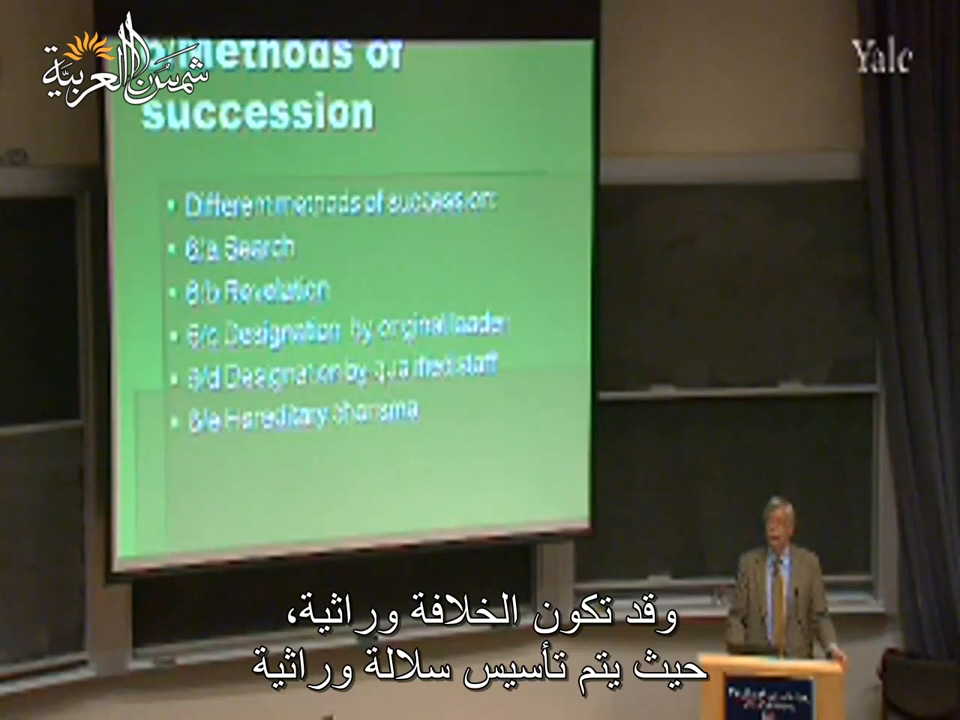 شمس العربية
Yale
6/Methods of
succession
Different methods of succession:
6/a Search
6/b Revelation
6/c Designation by original leader
6/d Designation by qualified staff
6/e Hereditary charisma
وقد تكون الخلافة وراثية،
حيث يتم تأسيس سلالة وراثية